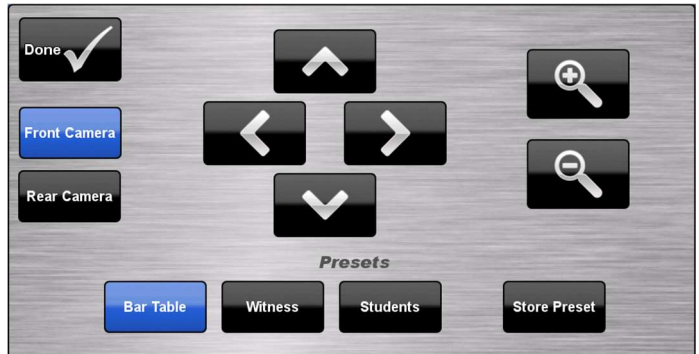 Done
Front Camera
Rear Camera
Presets
Bar Table
Witness
Students
Store Preset